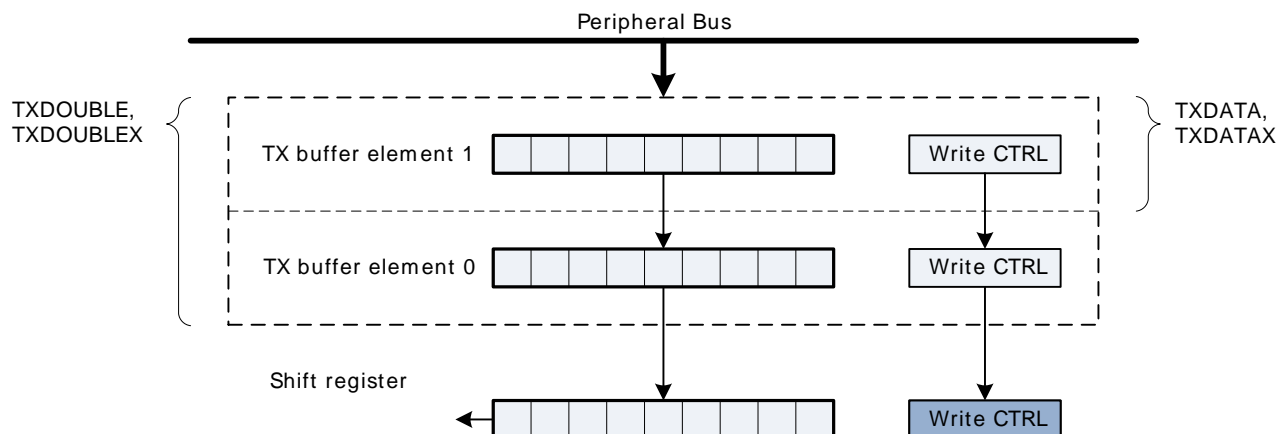 Peripheral Bus
TXDOUBLE,
TXDOUBLEX
TXDATA,
TXDATAX
TX buffer element 1
Write CTRL
TX buffer element 0
Write CTRL
Shift register
Write CTRL